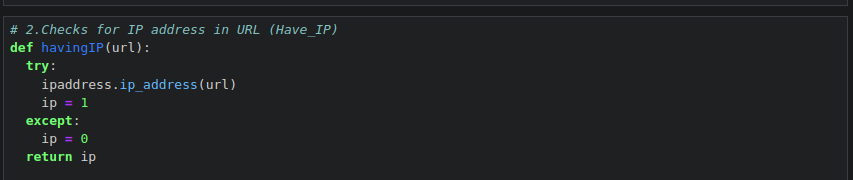 # 2.Checks for IP address in URL (Have_IP)
def havingIP(url):
  try:
    ipaddress.ip_address(url)
    ip = 1
  except:
    ip = 0
  return ip